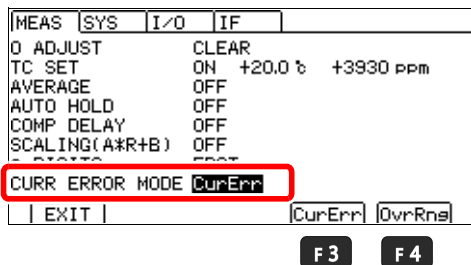 MEAS SYS I/O IF
0 ADJUST CLEAR
TC SET ON +20.0 ℃ +3930 ppm
AVERAGE OFF
AUTO HOLD OFF
COMP DELAY OFF
SCALING(A*R+B) OFF
CURR ERROR MODE CurErr
EXIT CurErr OvrRng
F3 F4